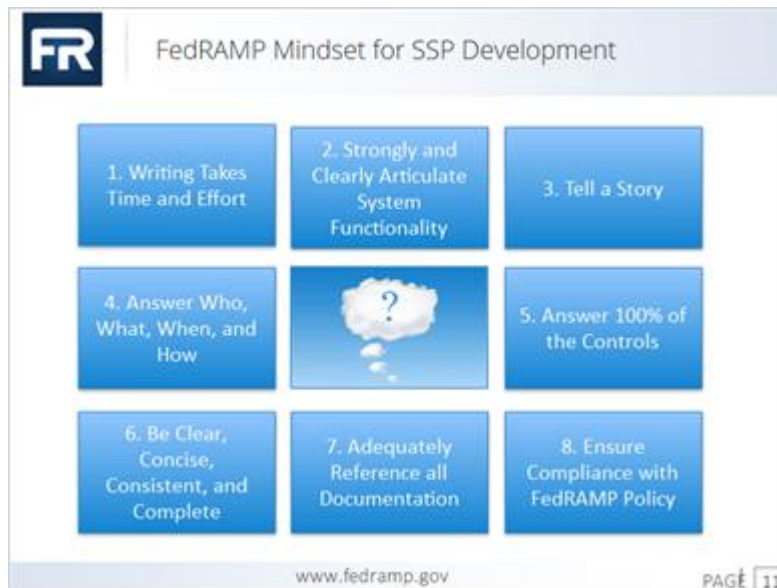 FR
FedRAMP Mindset for SSP Development
1. Writing Takes
Time and Effort
2. Strongly and
Clearly Articulate
System
Functionality
3. Tell a Story
4. Answer Who,
What, When, and
How
?
5. Answer 100% of
the Controls
6. Be Clear,
Concise,
Consistent, and
Complete
7. Adequately
Reference all
Documentation
8. Ensure
Compliance with
FedRAMP Policy
www.fedramp.gov
PAGE